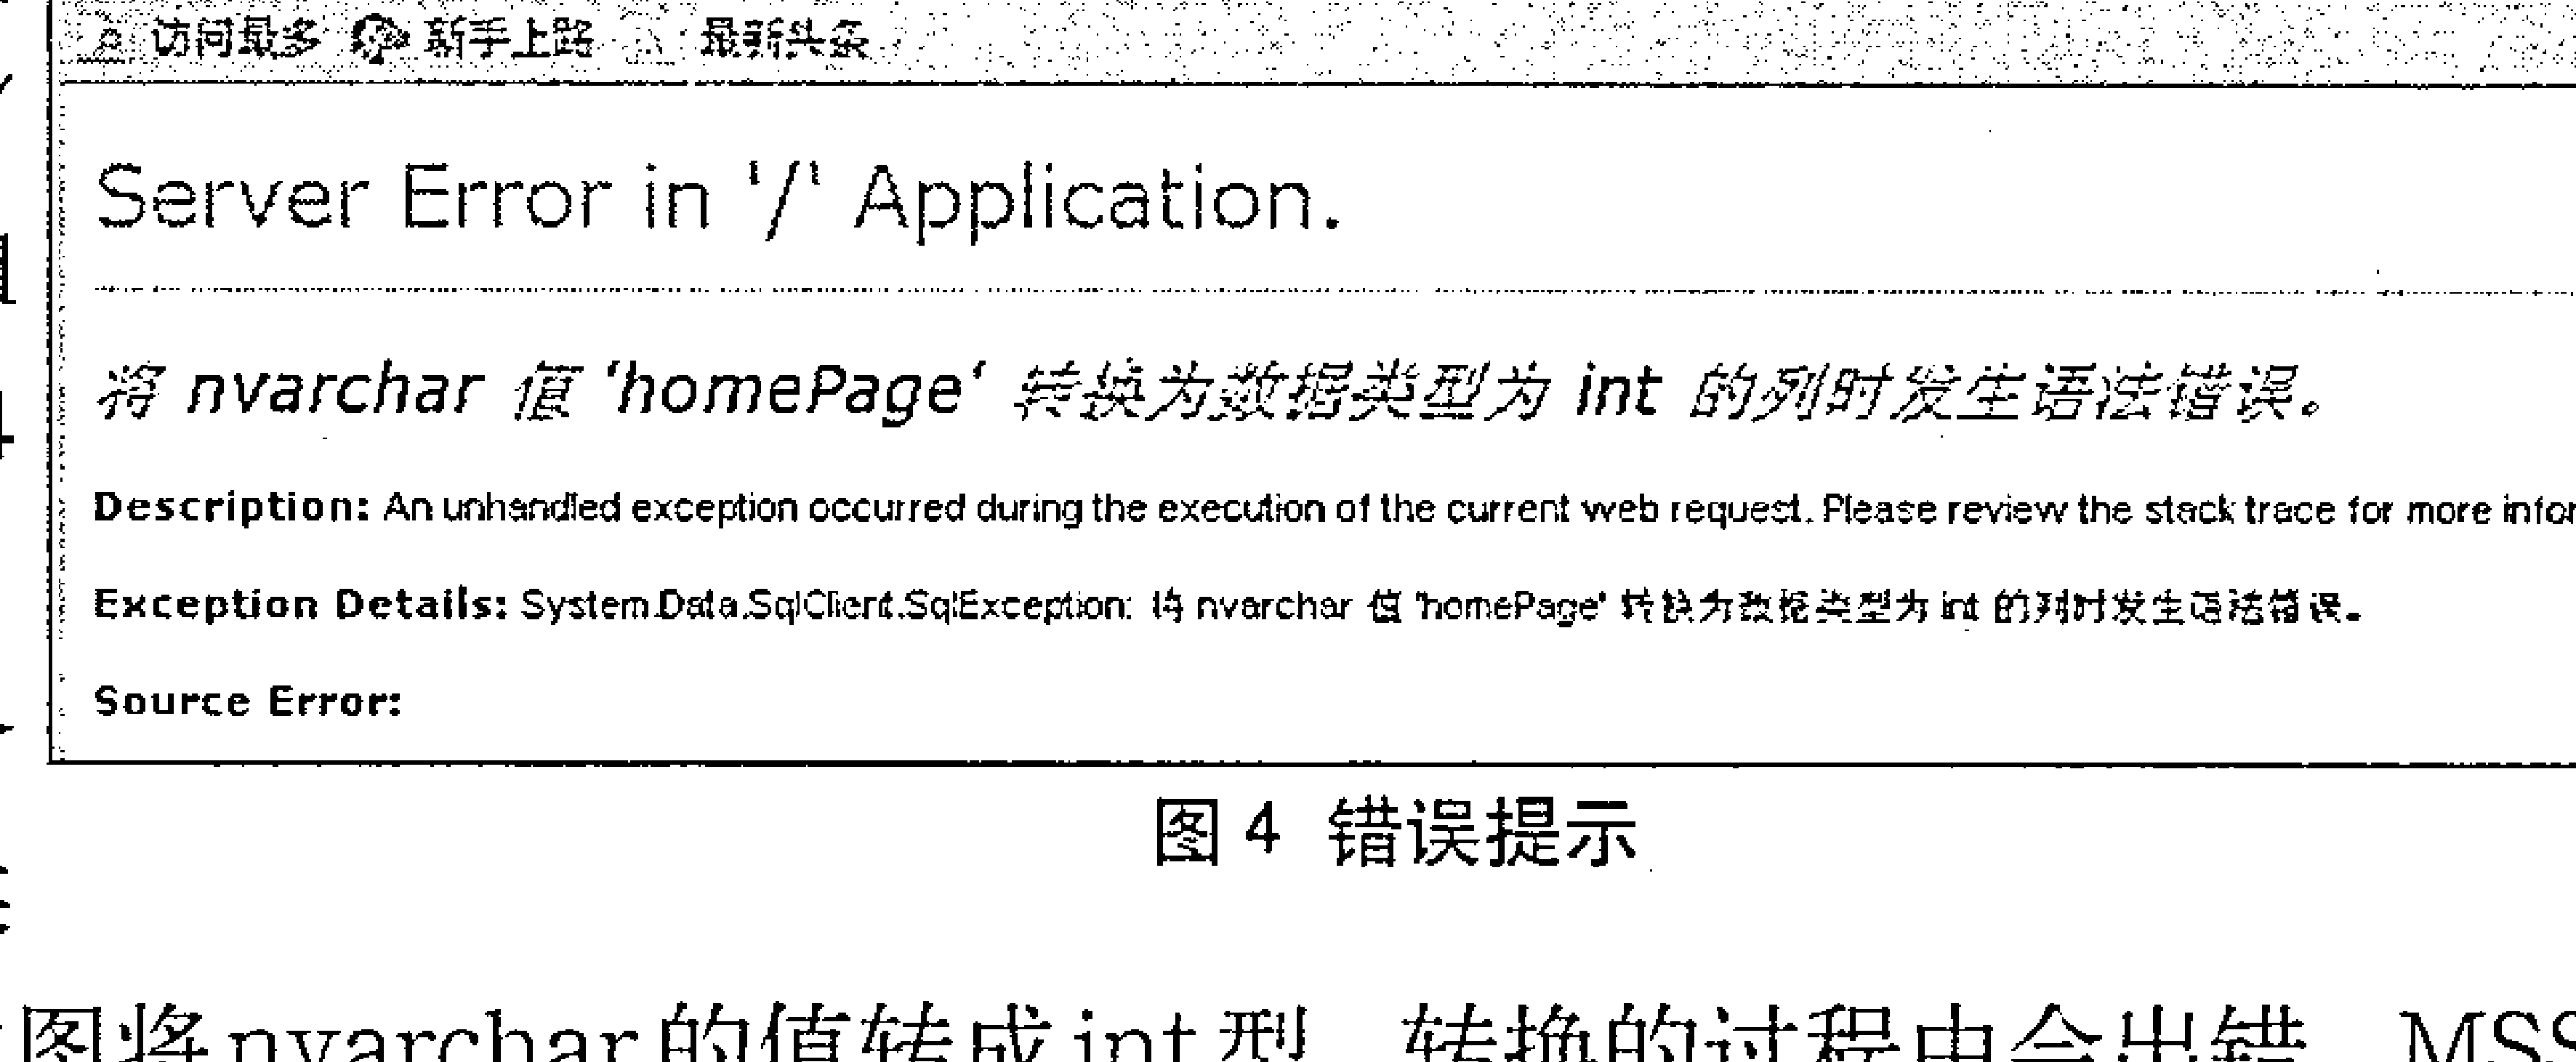 访问最多 新手上路 最新头条
Server Error in '/' Application.
将 nvarchar 值 'homePage' 转换为数据类型为 int 的列时发生语法错误。
Description: An unhandled exception occurred during the execution of the current web request. Please review the stack trace for more infor
Exception Details: System.Data.SqlClient.SqlException: 将 nvarchar 值 'homePage' 转换为数据类型为 int 的列时发生语法错误。
Source Error:
图 4 错误提示
图将nvarchar的值转成int型 转换的过程中会出错 MSS